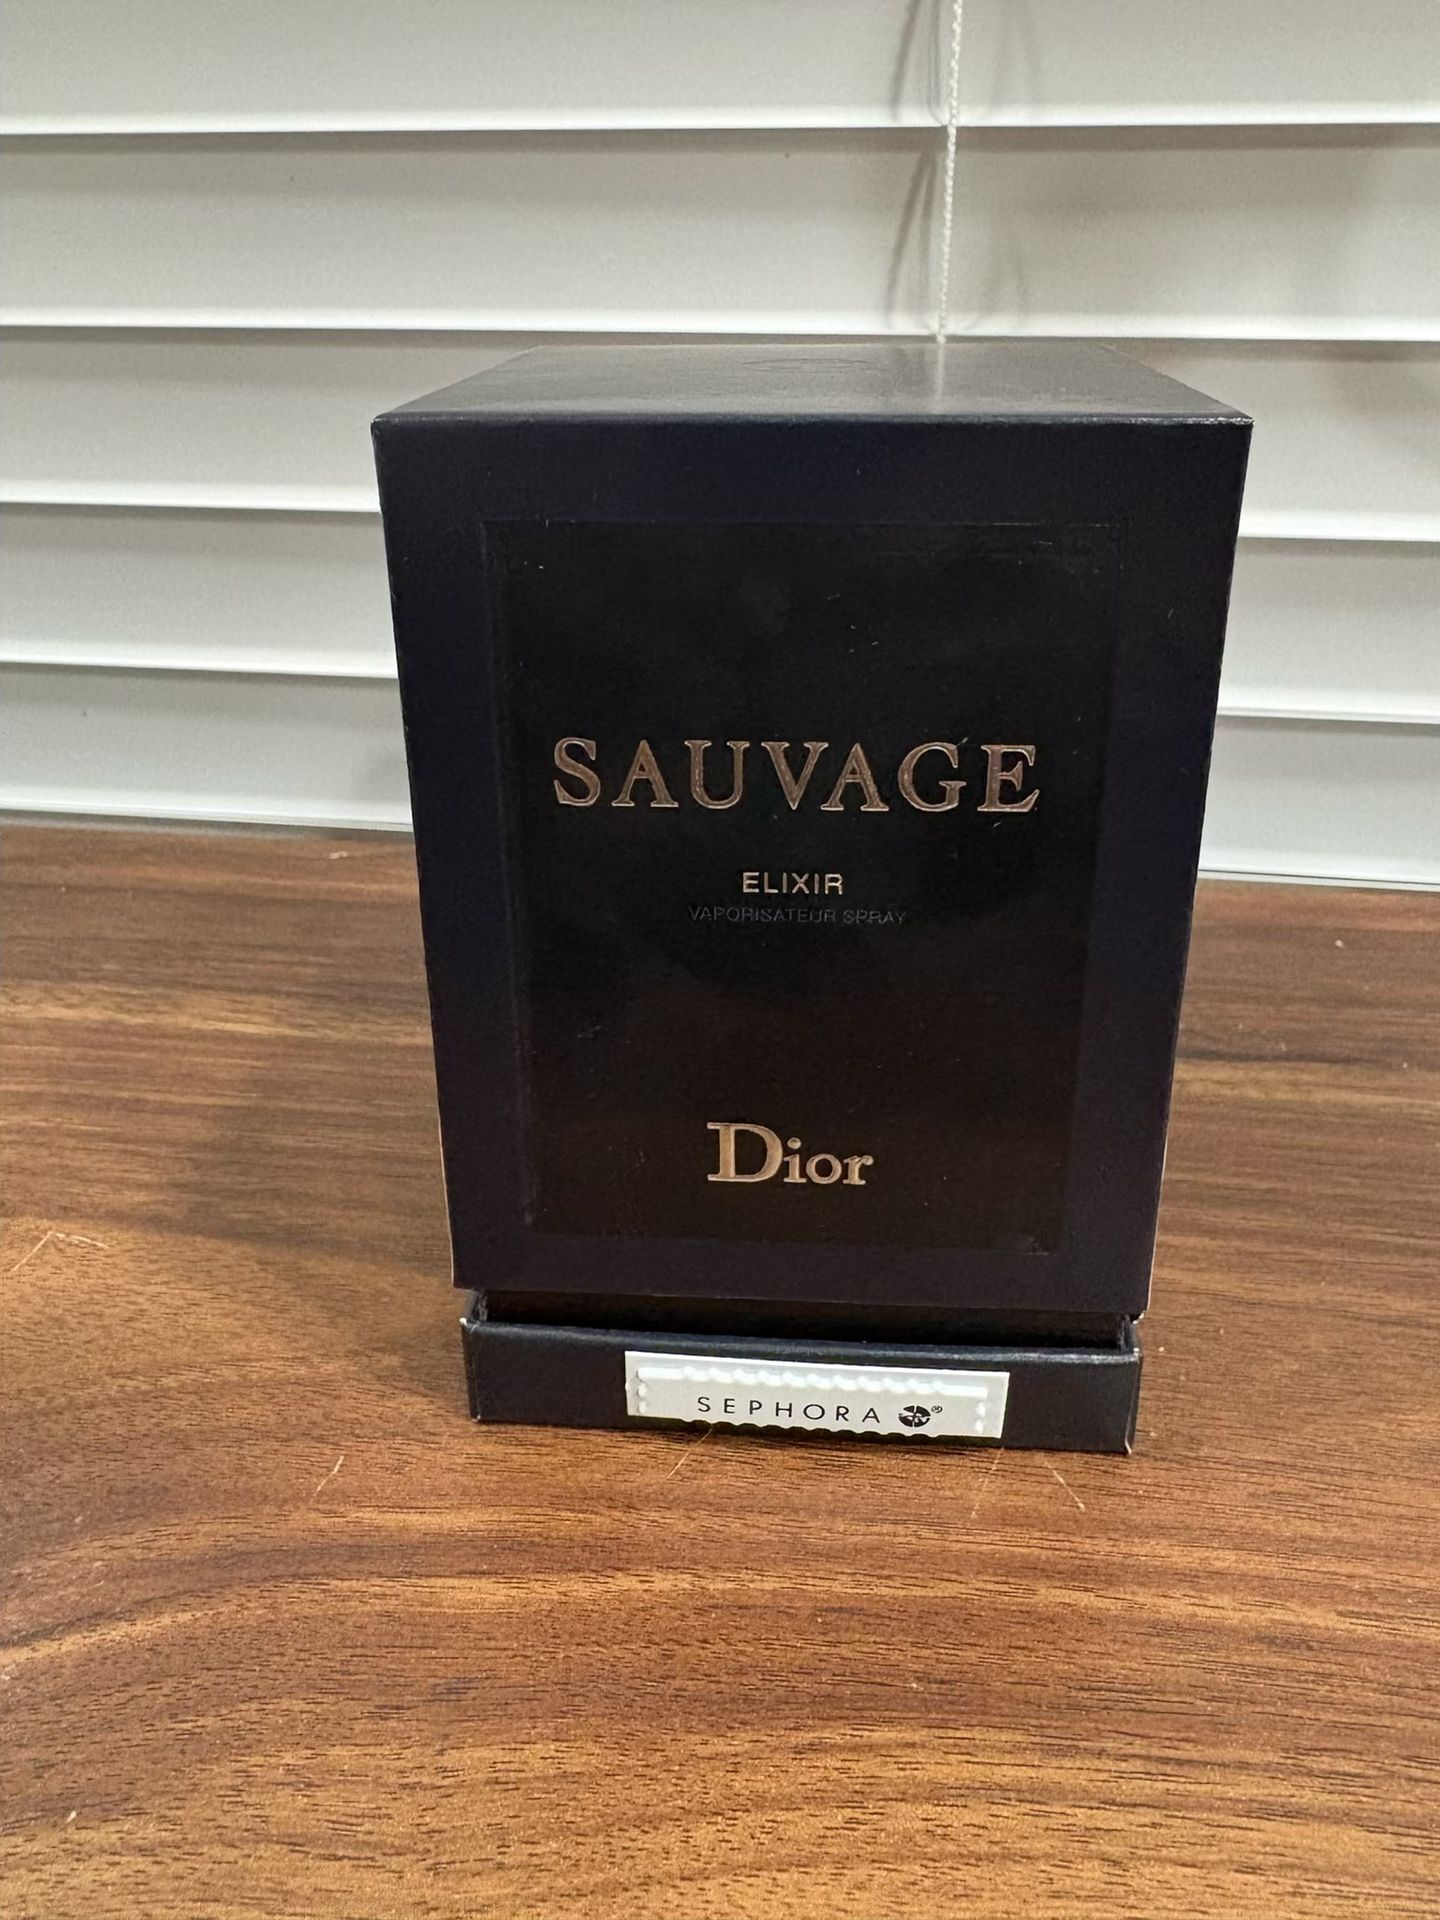 SAUVAGE
ELIXIR
VAPORISATEUR SPRAY
Dior
SEPHORA ®